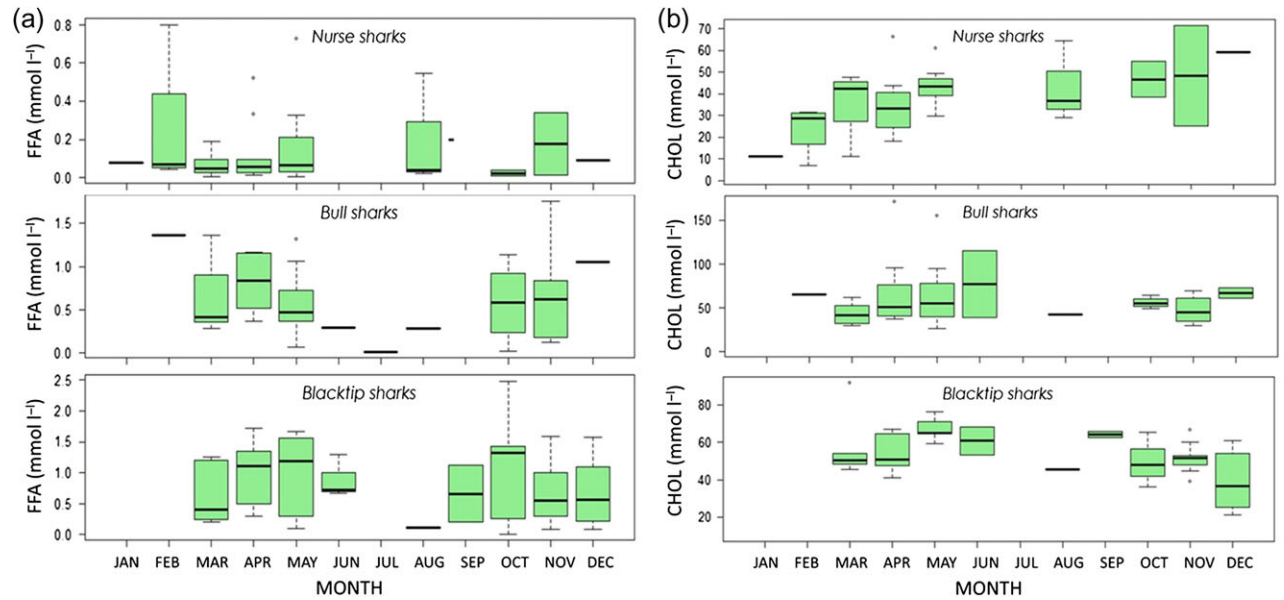 (a)
Nurse sharks
FFA (mmol l⁻¹)
0.8
0.6
0.4
0.2
0.0
Bull sharks
FFA (mmol l⁻¹)
1.5
1.0
0.5
0.0
Blacktip sharks
FFA (mmol l⁻¹)
2.5
2.0
1.5
1.0
0.5
0.0
JAN FEB MAR APR MAY JUN JUL AUG SEP OCT NOV DEC
MONTH
(b)
Nurse sharks
CHOL (mmol l⁻¹)
70
60
50
40
30
20
10
0
Bull sharks
CHOL (mmol l⁻¹)
150
100
50
0
Blacktip sharks
CHOL (mmol l⁻¹)
80
60
40
20
JAN FEB MAR APR MAY JUN JUL AUG SEP OCT NOV DEC
MONTH